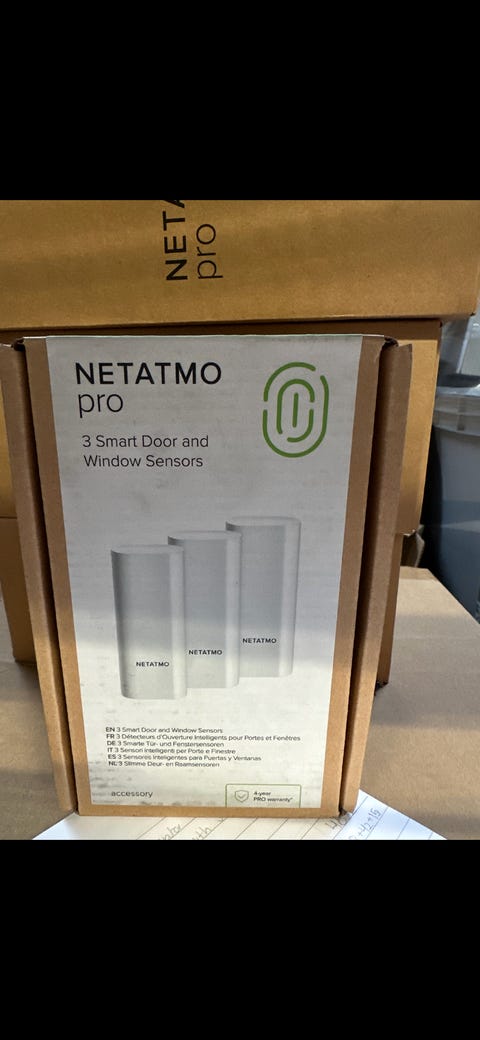 NETA
pro
NETATMO
pro
3 Smart Door and
Window Sensors
NETATMO
NETATMO
NETATMO
EN 3 Smart Door and Window Sensors
FR 3 Détecteurs d'Ouverture Intelligents pour Portes et Fenêtres
DE 3 Smarte Tür- und Fenstersensoren
IT 3 Sensori Intelligenti per Porte e Finestre
ES 3 Sensores Inteligentes para Puertas y Ventanas
NL 3 Slimme Deur- en Raamsensoren
accessory
4-year
PRO warranty*